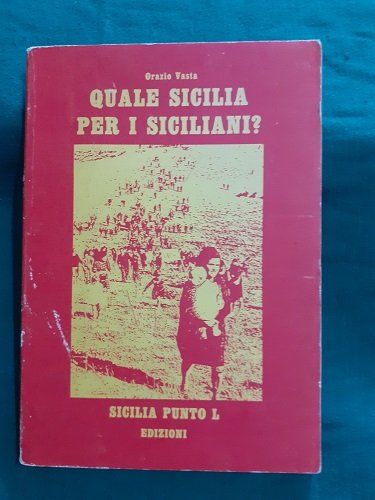 Orazio Vasta
QUALE SICILIA
PER I SICILIANI?
SICILIA PUNTO L
EDIZIONI